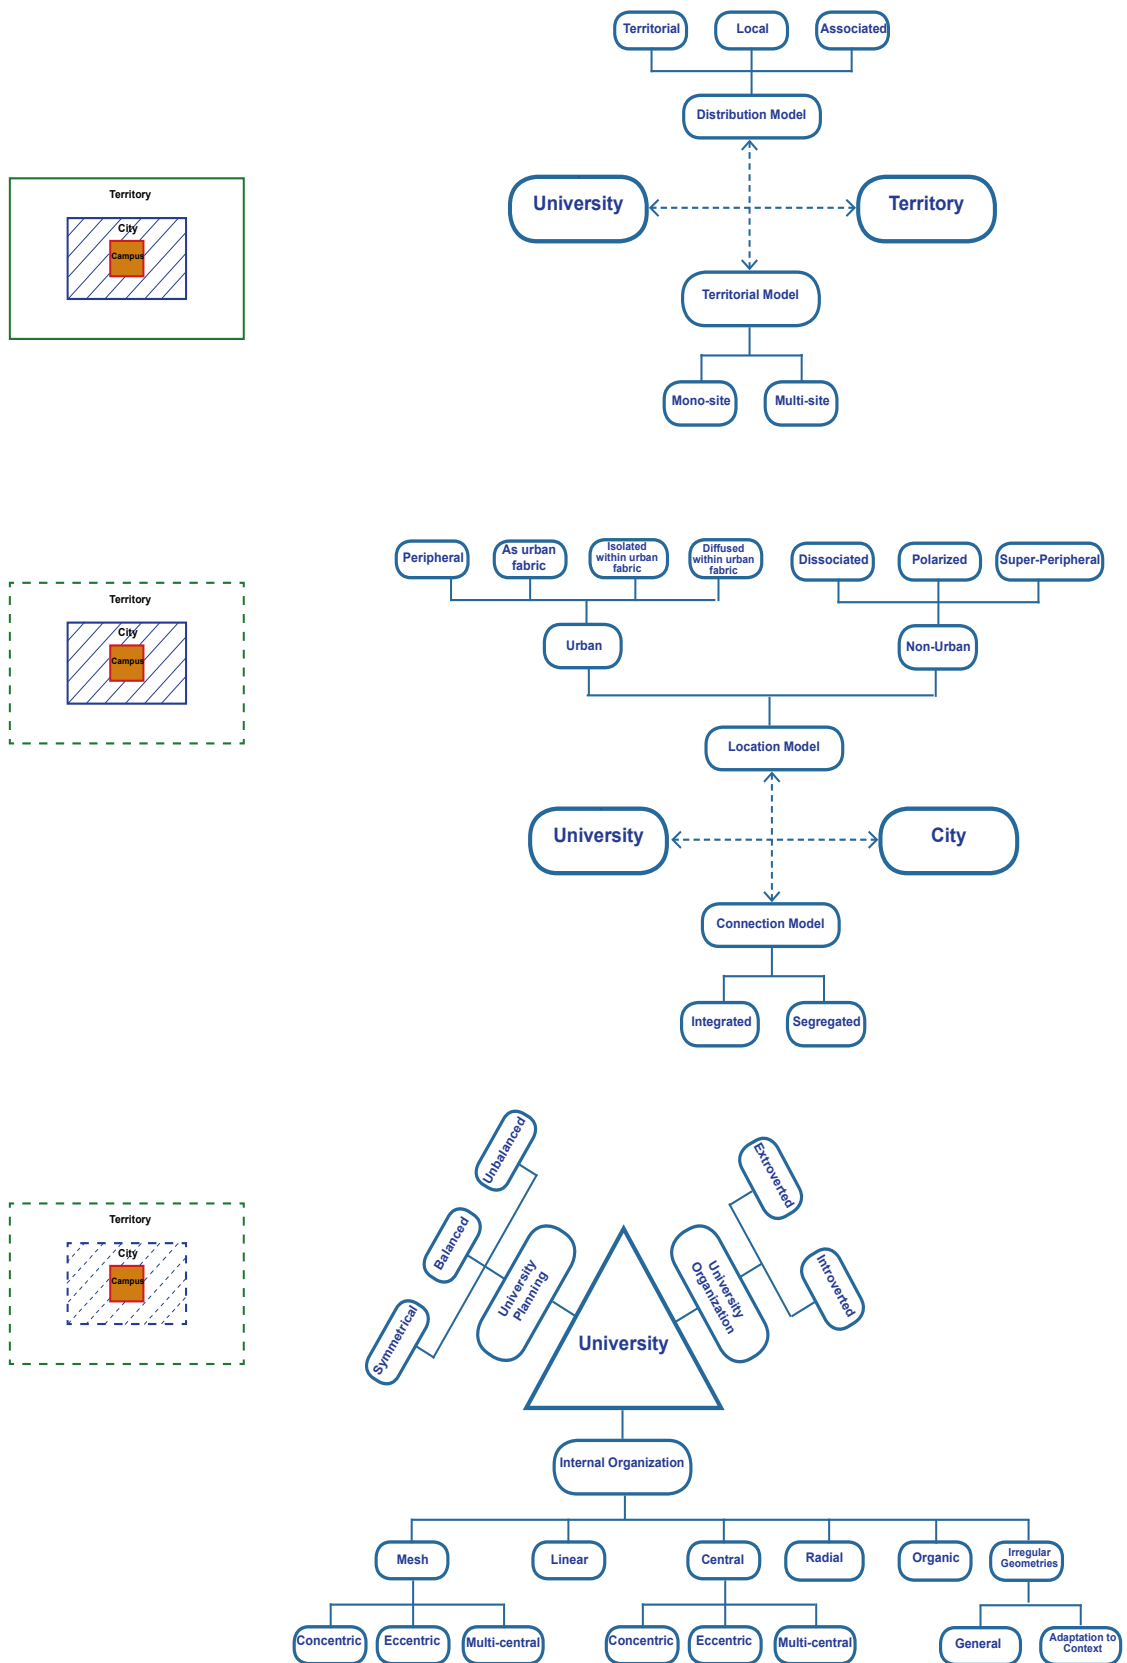 Territorial
Local
Associated
Distribution Model
Territory
City
Campus
University
Territory
Territorial Model
Mono-site
Multi-site
Peripheral
As urban
fabric
Isolated
within urban
fabric
Diffused
within urban
fabric
Dissociated
Polarized
Super-Peripheral
Territory
City
Campus
Urban
Non-Urban
Location Model
University
City
Connection Model
Integrated
Segregated
Unbalanced
Extroverted
Territory
City
Campus
Balanced
Introverted
Symmetrical
University
Planning
University
Organization
University
Internal Organization
Mesh
Linear
Central
Radial
Organic
Irregular
Geometries
Concentric
Eccentric
Multi-central
Concentric
Eccentric
Multi-central
General
Adaptation to
Context